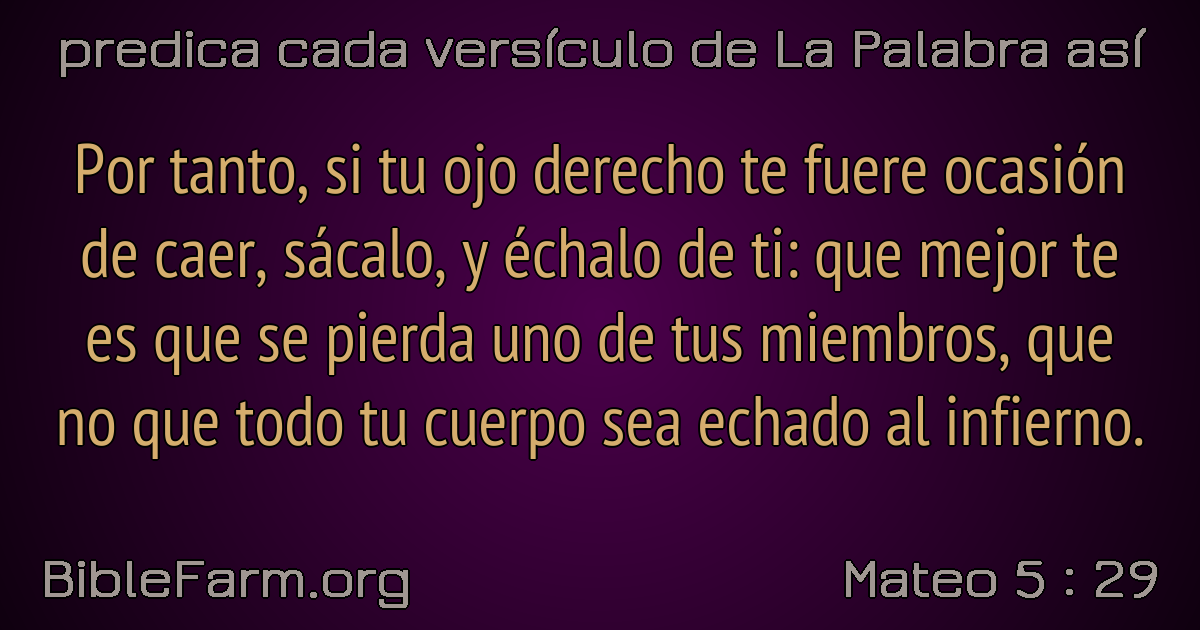 predica cada versículo de La Palabra así
Por tanto, si tu ojo derecho te fuere ocasión
de caer, sácalo, y échalo de ti: que mejor te
es que se pierda uno de tus miembros, que
no que todo tu cuerpo sea echado al infierno.
BibleFarm.org
Mateo 5 : 29